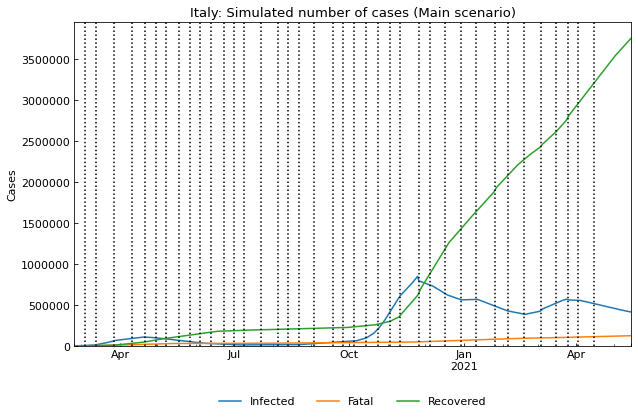 Italy: Simulated number of cases (Main scenario)
3500000
3000000
2500000
2000000
1500000
1000000
500000
0
Cases
Apr Jul Oct Jan Apr
2021
Infected Fatal Recovered